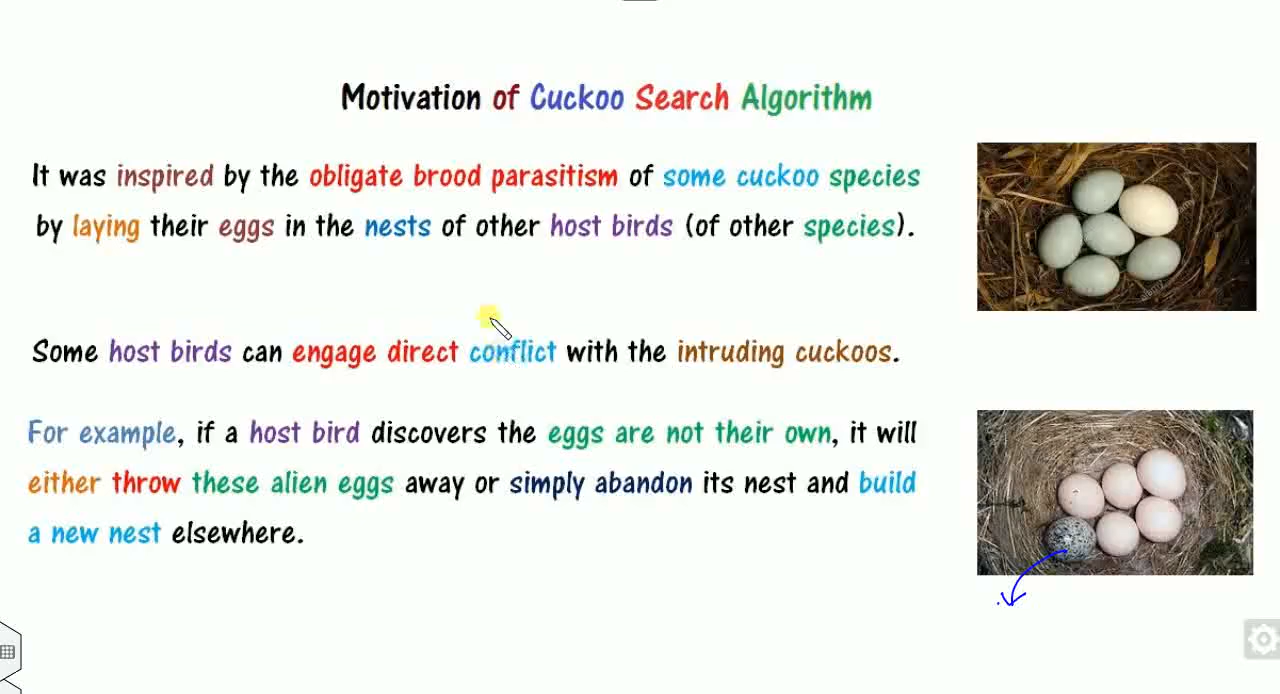 Motivation of Cuckoo Search Algorithm
It was inspired by the obligate brood parasitism of some cuckoo species
by laying their eggs in the nests of other host birds (of other species).
Some host birds can engage direct conflict with the intruding cuckoos.
For example, if a host bird discovers the eggs are not their own, it will
either throw these alien eggs away or simply abandon its nest and build
a new nest elsewhere.